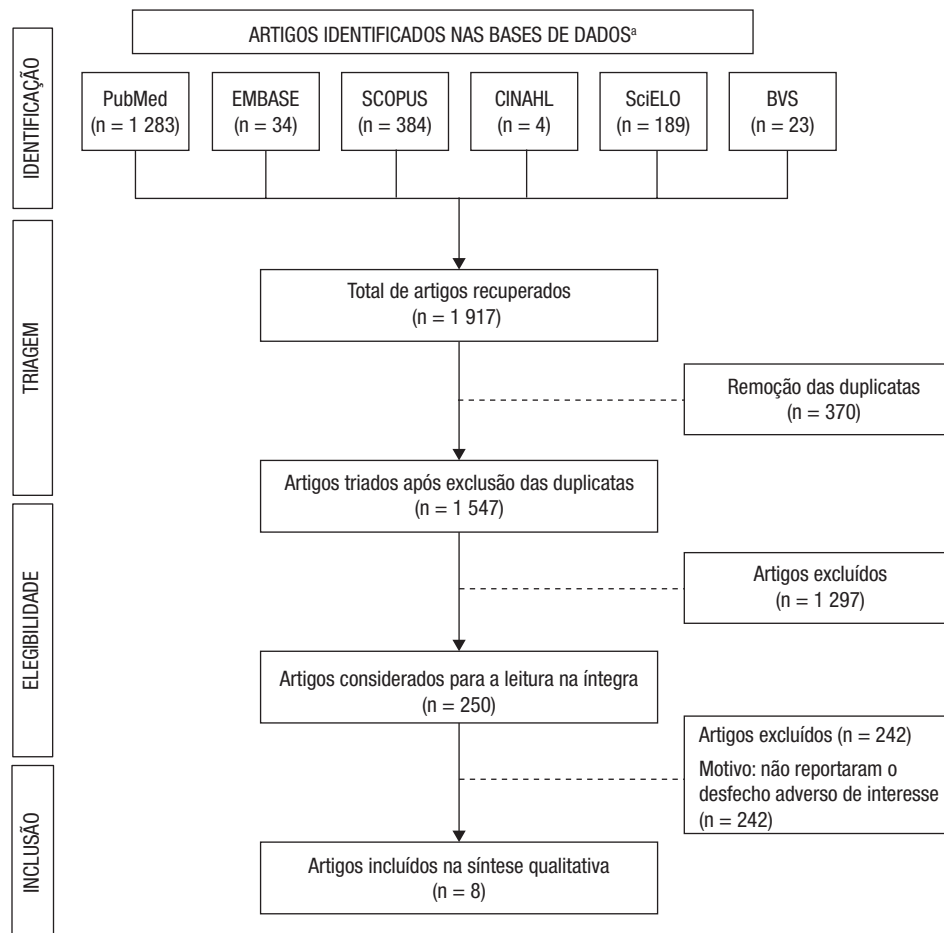 ARTIGOS IDENTIFICADOS NAS BASES DE DADOSª
IDENTIFICAÇÃO
PubMed
(n = 1 283)
EMBASE
(n = 34)
SCOPUS
(n = 384)
CINAHL
(n = 4)
SciELO
(n = 189)
BVS
(n = 23)
TRIAGEM
Total de artigos recuperados
(n = 1 917)
Remoção das duplicatas
(n = 370)
Artigos triados após exclusão das duplicatas
(n = 1 547)
ELEGIBILIDADE
Artigos excluídos
(n = 1 297)
Artigos considerados para a leitura na íntegra
(n = 250)
Artigos excluídos (n = 242)
Motivo: não reportaram o
desfecho adverso de interesse
(n = 242)
INCLUSÃO
Artigos incluídos na síntese qualitativa
(n = 8)